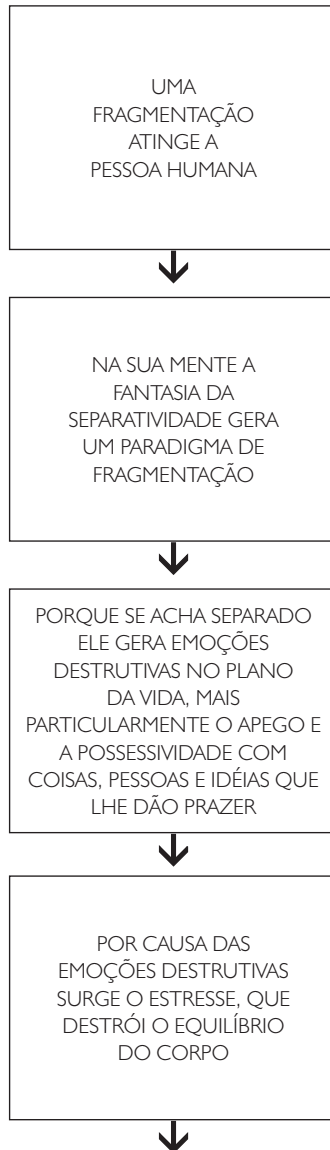 UMA
FRAGMENTAÇÃO
ATINGE A
PESSOA HUMANA
NA SUA MENTE A
FANTASIA DA
SEPARATIVIDADE GERA
UM PARADIGMA DE
FRAGMENTAÇÃO
PORQUE SE ACHA SEPARADO
ELE GERA EMOÇÕES
DESTRUTIVAS NO PLANO
DA VIDA, MAIS
PARTICULARMENTE O APEGO E
A POSSESSIVIDADE COM
COISAS, PESSOAS E IDÉIAS QUE
LHE DÃO PRAZER
POR CAUSA DAS
EMOÇÕES DESTRUTIVAS
SURGE O ESTRESSE, QUE
DESTRÓI O EQUILÍBRIO
DO CORPO